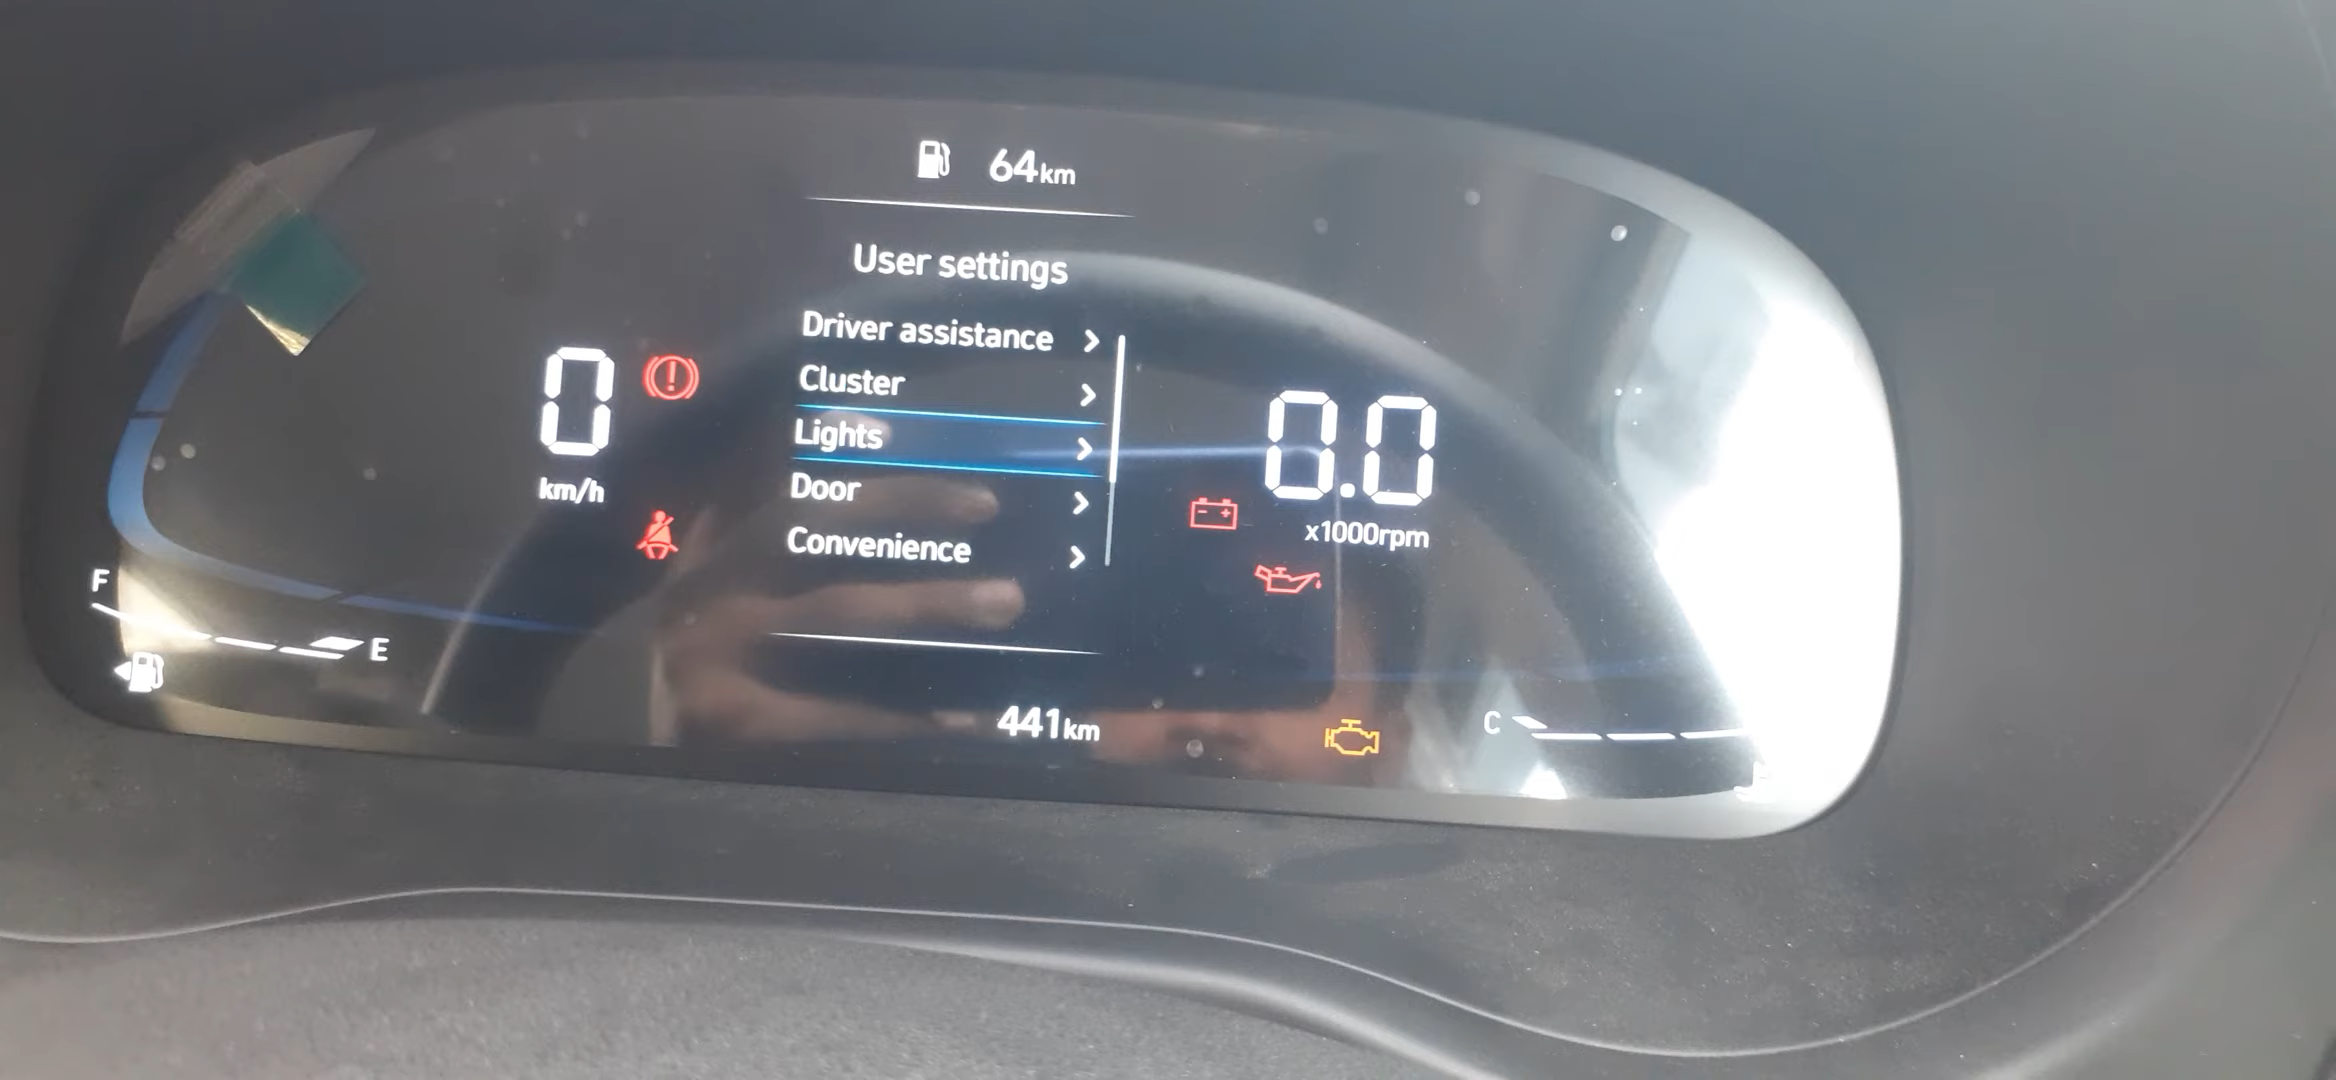 64km
User settings
Driver assistance
Cluster
Lights
Door
Convenience
0
km/h
0.0
x1000rpm
F
E
441km
C
H